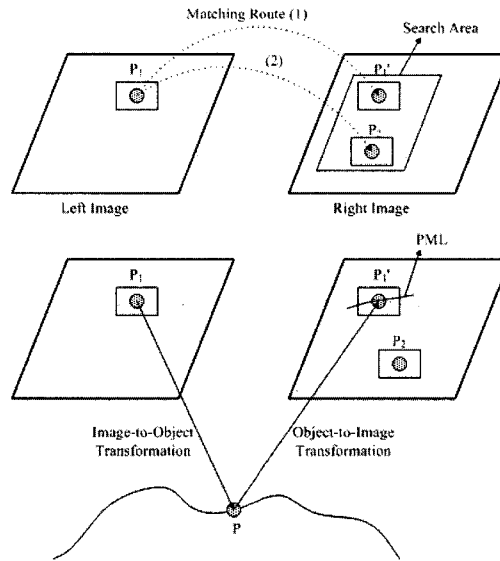 Matching Route (1)
Search Area
(2)
P₁
P₁'
P₂
Left Image
Right Image
PML
P₁
P₁'
P₂
Image-to-Object
Transformation
Object-to-Image
Transformation
P